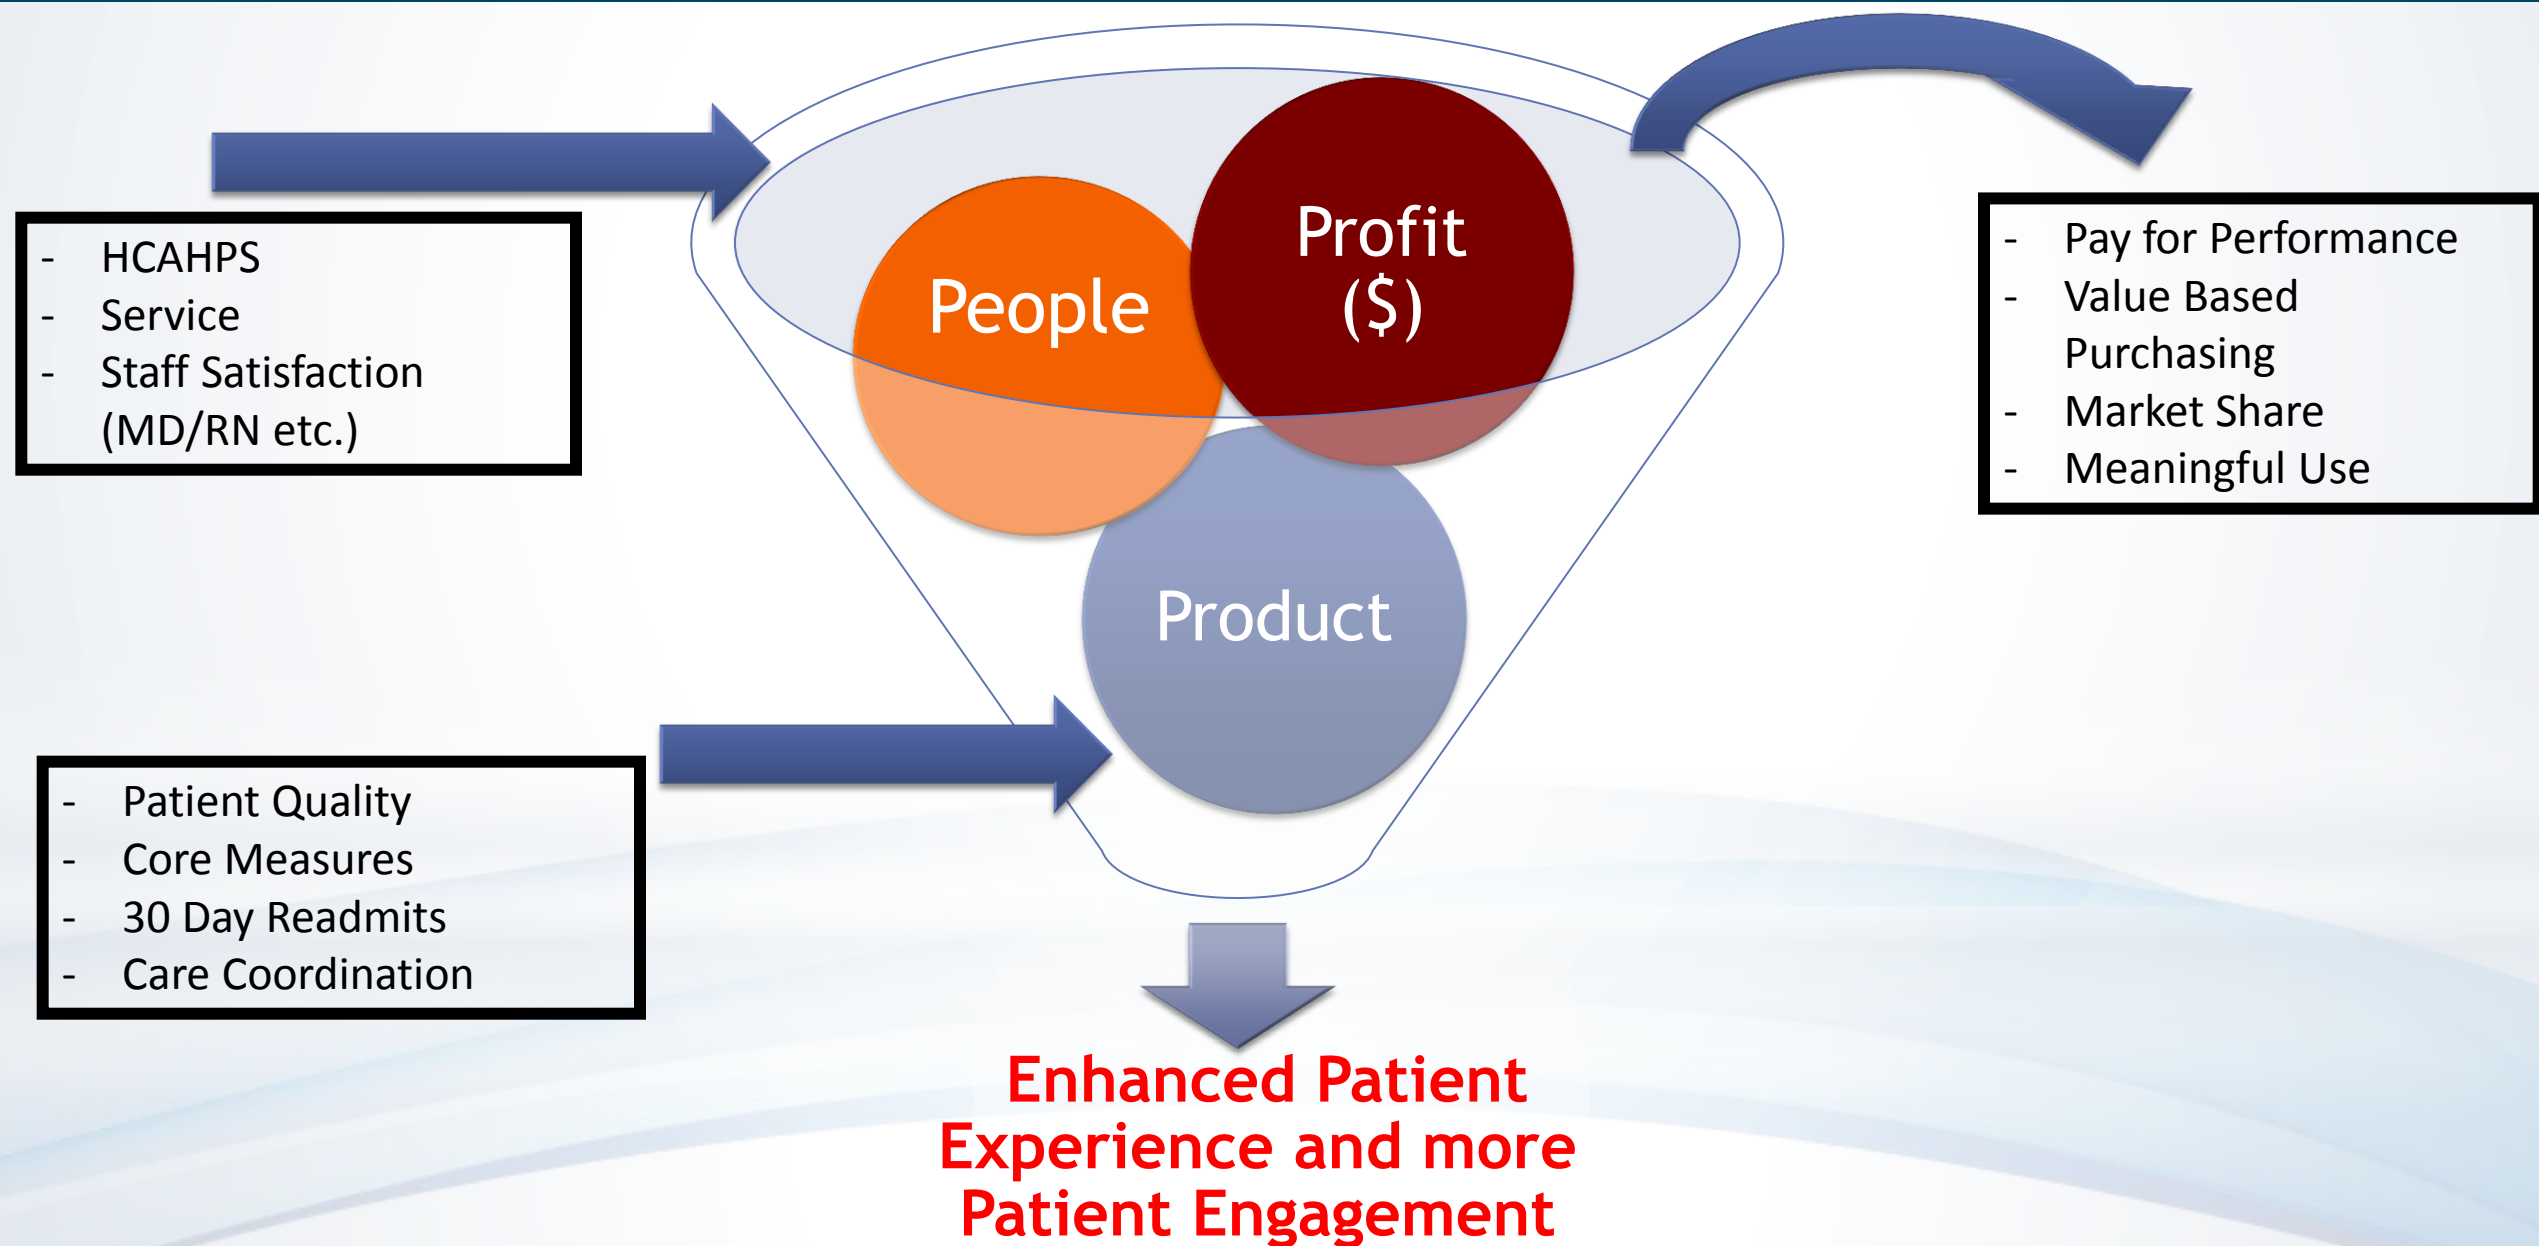 - HCAHPS
- Service
- Staff Satisfaction
(MD/RN etc.)
People
Profit
($)
Product
- Pay for Performance
- Value Based
Purchasing
- Market Share
- Meaningful Use
- Patient Quality
- Core Measures
- 30 Day Readmits
- Care Coordination
Enhanced Patient
Experience and more
Patient Engagement